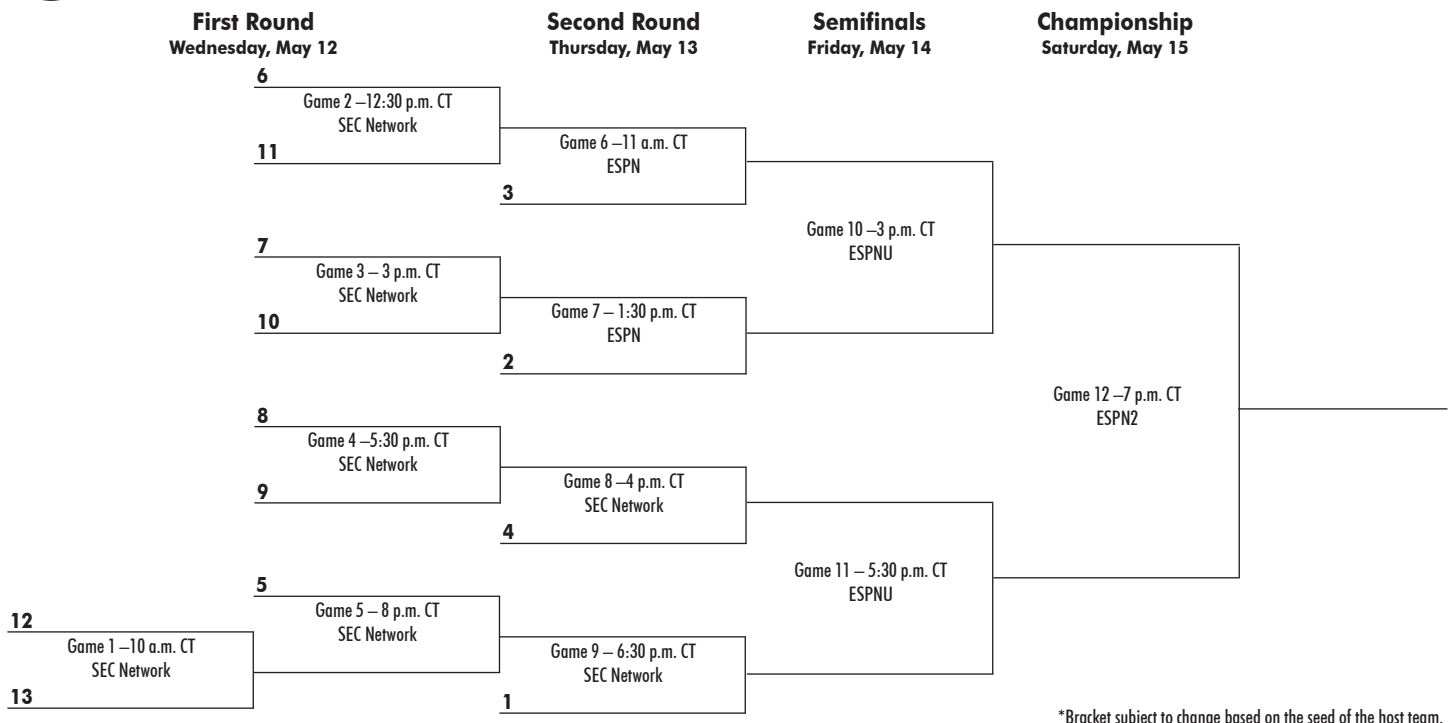 First Round
Wednesday, May 12
Second Round
Thursday, May 13
Semifinals
Friday, May 14
Championship
Saturday, May 15
6
Game 2 –12:30 p.m. CT
SEC Network
11
Game 6 –11 a.m. CT
ESPN
3
7
Game 3 – 3 p.m. CT
SEC Network
10
Game 7 – 1:30 p.m. CT
ESPN
2
Game 10 –3 p.m. CT
ESPNU
8
Game 4 –5:30 p.m. CT
SEC Network
9
Game 8 –4 p.m. CT
SEC Network
4
5
Game 5 – 8 p.m. CT
SEC Network
12
Game 1 –10 a.m. CT
SEC Network
13
Game 9 – 6:30 p.m. CT
SEC Network
1
Game 11 – 5:30 p.m. CT
ESPNU
Game 12 –7 p.m. CT
ESPN2
*Bracket subject to change based on the seed of the host team.